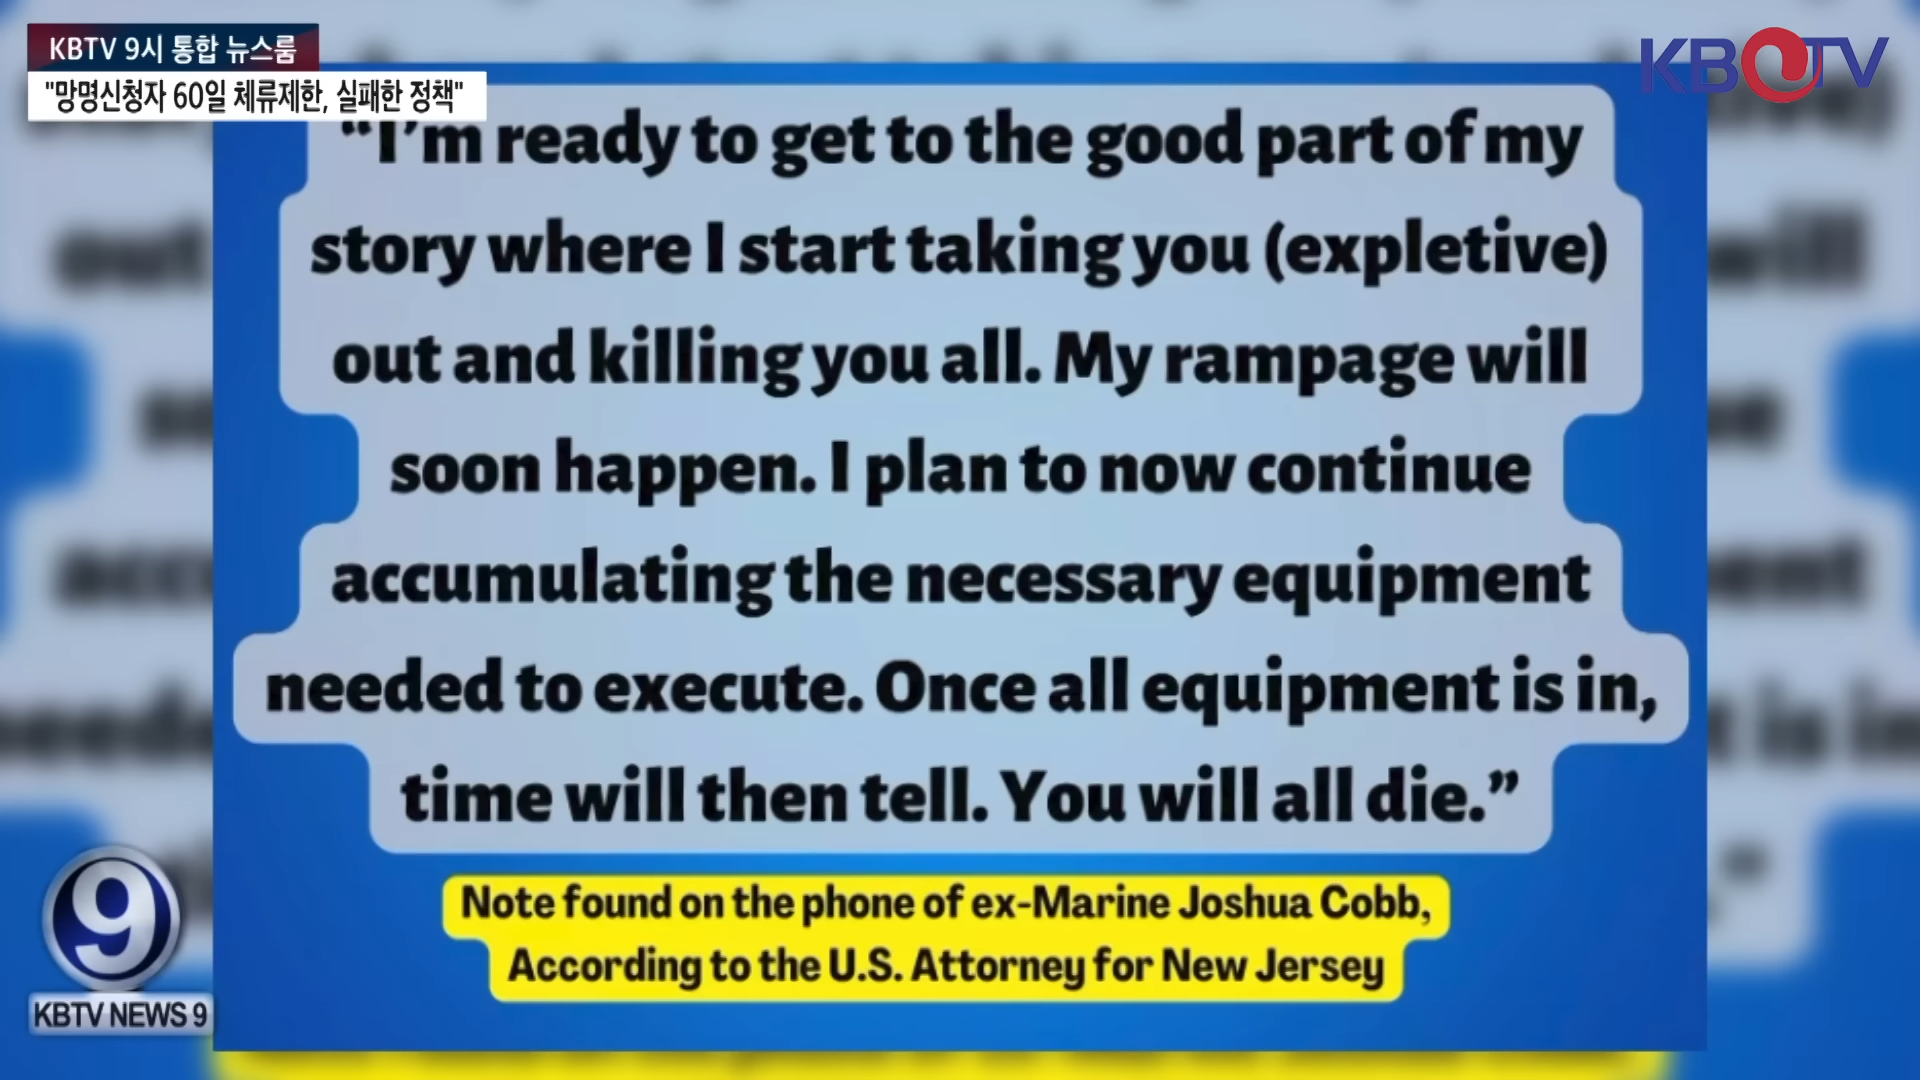 KBTV 9시 통합 뉴스룸
"망명신청자 60일 체류제한, 실패한 정책"
KBTV
“I’m ready to get to the good part of my
story where I start taking you (expletive)
out and killing you all. My rampage will
soon happen. I plan to now continue
accumulating the necessary equipment
needed to execute. Once all equipment is in,
time will then tell. You will all die.”
Note found on the phone of ex-Marine Joshua Cobb,
According to the U.S. Attorney for New Jersey
9
KBTV NEWS 9